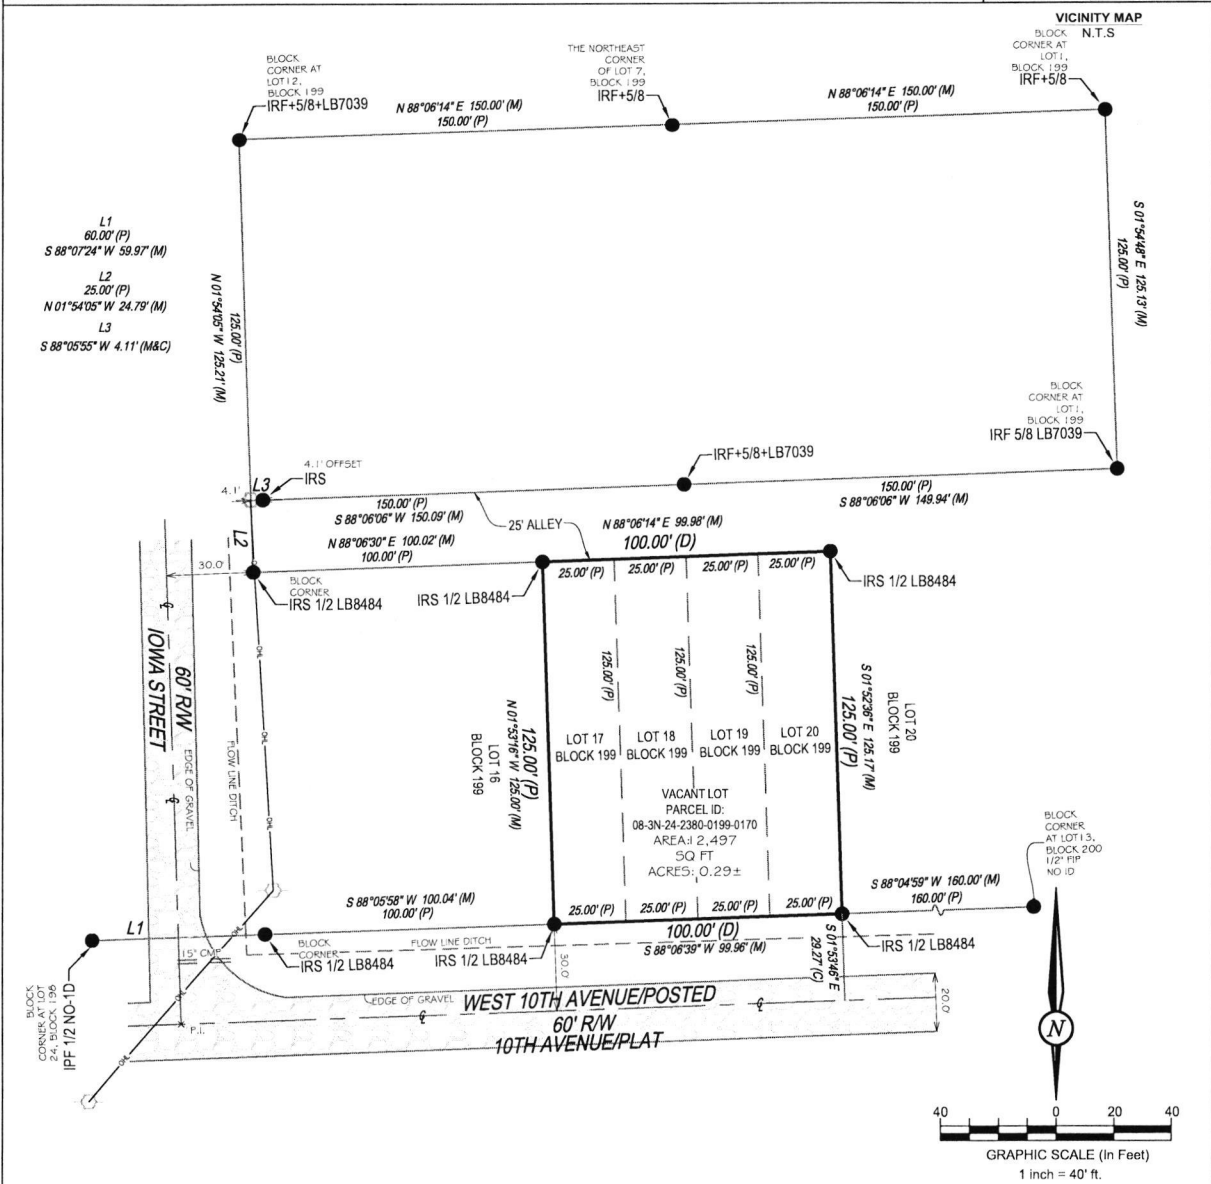 VICINITY MAP
N.T.S
BLOCK
CORNER AT
LOT12,
BLOCK 199
IRF+5/8+LB7039
THE NORTHEAST
CORNER
OF LOT 7,
BLOCK 199
IRF+5/8
BLOCK
CORNER AT
LOT1,
BLOCK 199
IRF+5/8
N 88°06'14" E 150.00' (M)
150.00' (P)
N 88°06'14" E 150.00' (M)
150.00' (P)
L1
60.00' (P)
S 88°07'24" W 59.97' (M)
L2
25.00' (P)
N 01°54'05" W 24.79' (M)
L3
S 88°05'55" W 4.11' (M&C)
125.00' (P)
N 01°54'05" W 125.21' (M)
S 01°54'48" E 125.13' (M)
125.00' (P)
BLOCK
CORNER AT
LOT1,
BLOCK 199
IRF 5/8 LB7039
IRF+5/8+LB7039
4.1' OFFSET
IRS
4.1'
L3
150.00' (P)
S 88°06'06" W 150.09' (M)
150.00' (P)
S 88°06'06" W 149.94' (M)
25' ALLEY
L2
N 88°06'30" E 100.02' (M)
100.00' (P)
N 88°06'14" E 99.98' (M)
100.00' (D)
30.0'
BLOCK
CORNER
IRS 1/2 LB8484
IRS 1/2 LB8484
25.00' (P)
25.00' (P)
25.00' (P)
25.00' (P)
IRS 1/2 LB8484
IOWA STREET
60' R/W
EDGE OF GRAVEL
FLOW LINE DITCH
OHL
OHL
125.00' (P)
N 01°53'16" W 125.00' (M)
LOT 16
BLOCK 199
125.00' (P)
125.00' (P)
125.00' (P)
LOT 17
BLOCK 199
LOT 18
BLOCK 199
LOT 19
BLOCK 199
LOT 20
BLOCK 199
S 01°52'36" E 125.17' (M)
125.00' (P)
LOT 20
BLOCK 199
VACANT LOT
PARCEL ID:
08-3N-24-2380-0199-0170
AREA:12,497
SQ FT
ACRES: 0.29±
BLOCK
CORNER
AT LOT13,
BLOCK 200
1/2" PIP
NO ID
S 88°05'58" W 100.04' (M)
100.00' (P)
25.00' (P)
25.00' (P)
25.00' (P)
25.00' (P)
S 88°04'59" W 160.00' (M)
160.00' (P)
L1
BLOCK
CORNER
IRS 1/2 LB8484
FLOW LINE DITCH
IRS 1/2 LB8484
100.00' (D)
S 88°06'39" W 99.96' (M)
IRS 1/2 LB8484
S 01°53'46" E
29.27' (C)
30.0'
20.0'
15" CMP
OHL
OHL
OHL
P.I.
BLOCK
CORNER AT LOT
24, BLOCK 198
IPF 1/2 NO-1D
EDGE OF GRAVEL
WEST 10TH AVENUE/POSTED
60' R/W
10TH AVENUE/PLAT
N
40 0 20 40
GRAPHIC SCALE (In Feet)
1 inch = 40' ft.